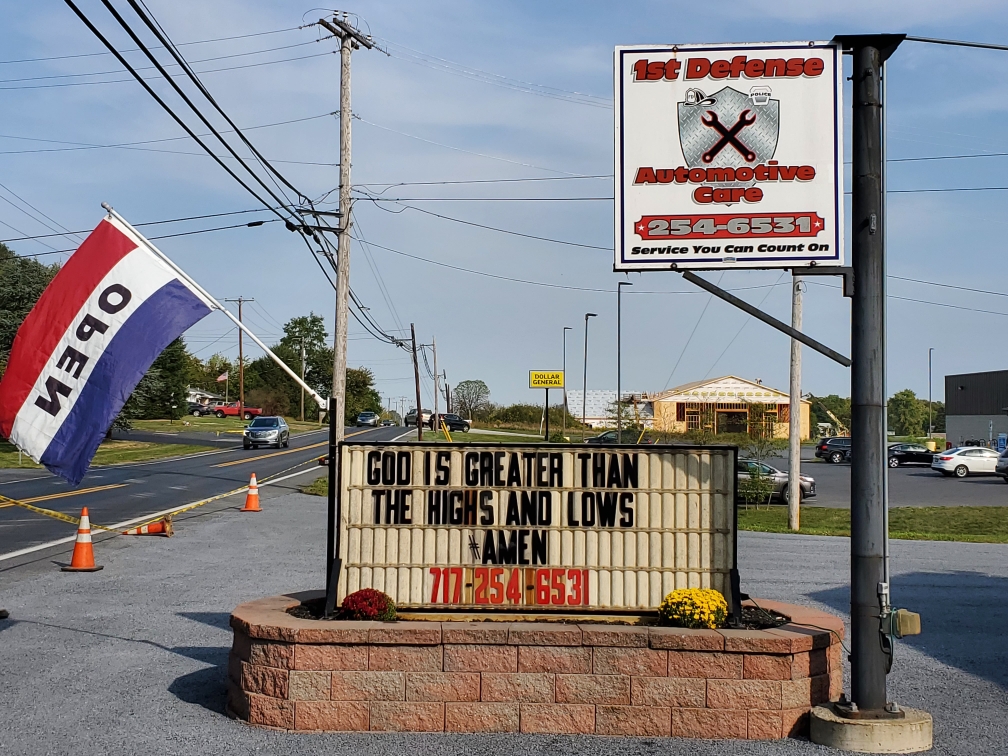 1st Defense
POLICE
Automotive
Care
254-6531
Service You Can Count On
OPEN
DOLLAR
GENERAL
GOD IS GREATER THAN
THE HIGHS AND LOWS
#AMEN
717-254-6531